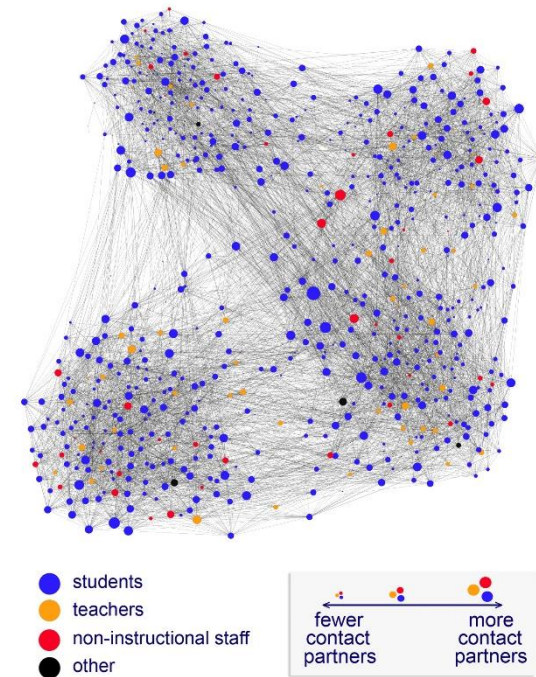 students
teachers
non-instructional staff
other
fewer
contact
partners
more
contact
partners